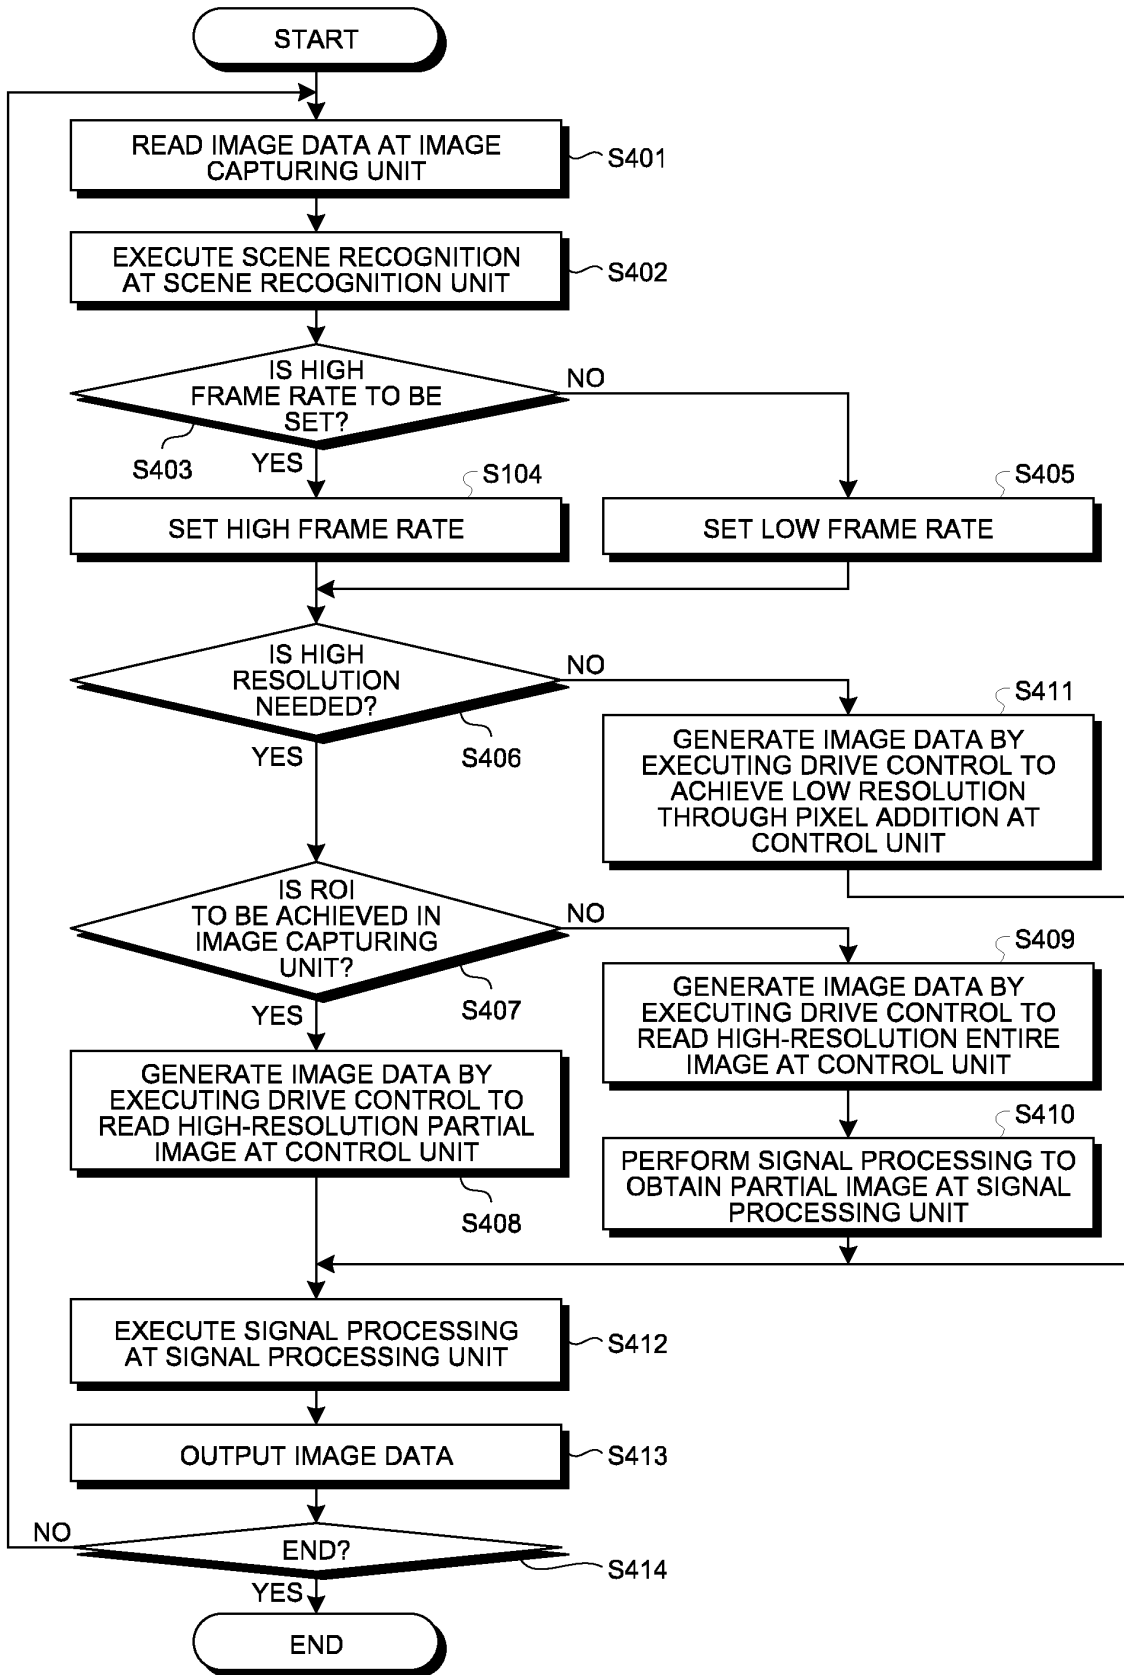 START
READ IMAGE DATA AT IMAGE
CAPTURING UNIT
S401
EXECUTE SCENE RECOGNITION
AT SCENE RECOGNITION UNIT
S402
IS HIGH
FRAME RATE TO BE
SET?
NO
S403
YES
S104
S405
SET HIGH FRAME RATE
SET LOW FRAME RATE
IS HIGH
RESOLUTION
NEEDED?
NO
S406
YES
S411
GENERATE IMAGE DATA BY
EXECUTING DRIVE CONTROL TO
ACHIEVE LOW RESOLUTION
THROUGH PIXEL ADDITION AT
CONTROL UNIT
IS ROI
TO BE ACHIEVED IN
IMAGE CAPTURING
UNIT?
NO
S407
YES
S409
GENERATE IMAGE DATA BY
EXECUTING DRIVE CONTROL TO
READ HIGH-RESOLUTION ENTIRE
IMAGE AT CONTROL UNIT
GENERATE IMAGE DATA BY
EXECUTING DRIVE CONTROL TO
READ HIGH-RESOLUTION PARTIAL
IMAGE AT CONTROL UNIT
S408
S410
PERFORM SIGNAL PROCESSING TO
OBTAIN PARTIAL IMAGE AT SIGNAL
PROCESSING UNIT
EXECUTE SIGNAL PROCESSING
AT SIGNAL PROCESSING UNIT
S412
OUTPUT IMAGE DATA
S413
NO
END?
S414
YES
END